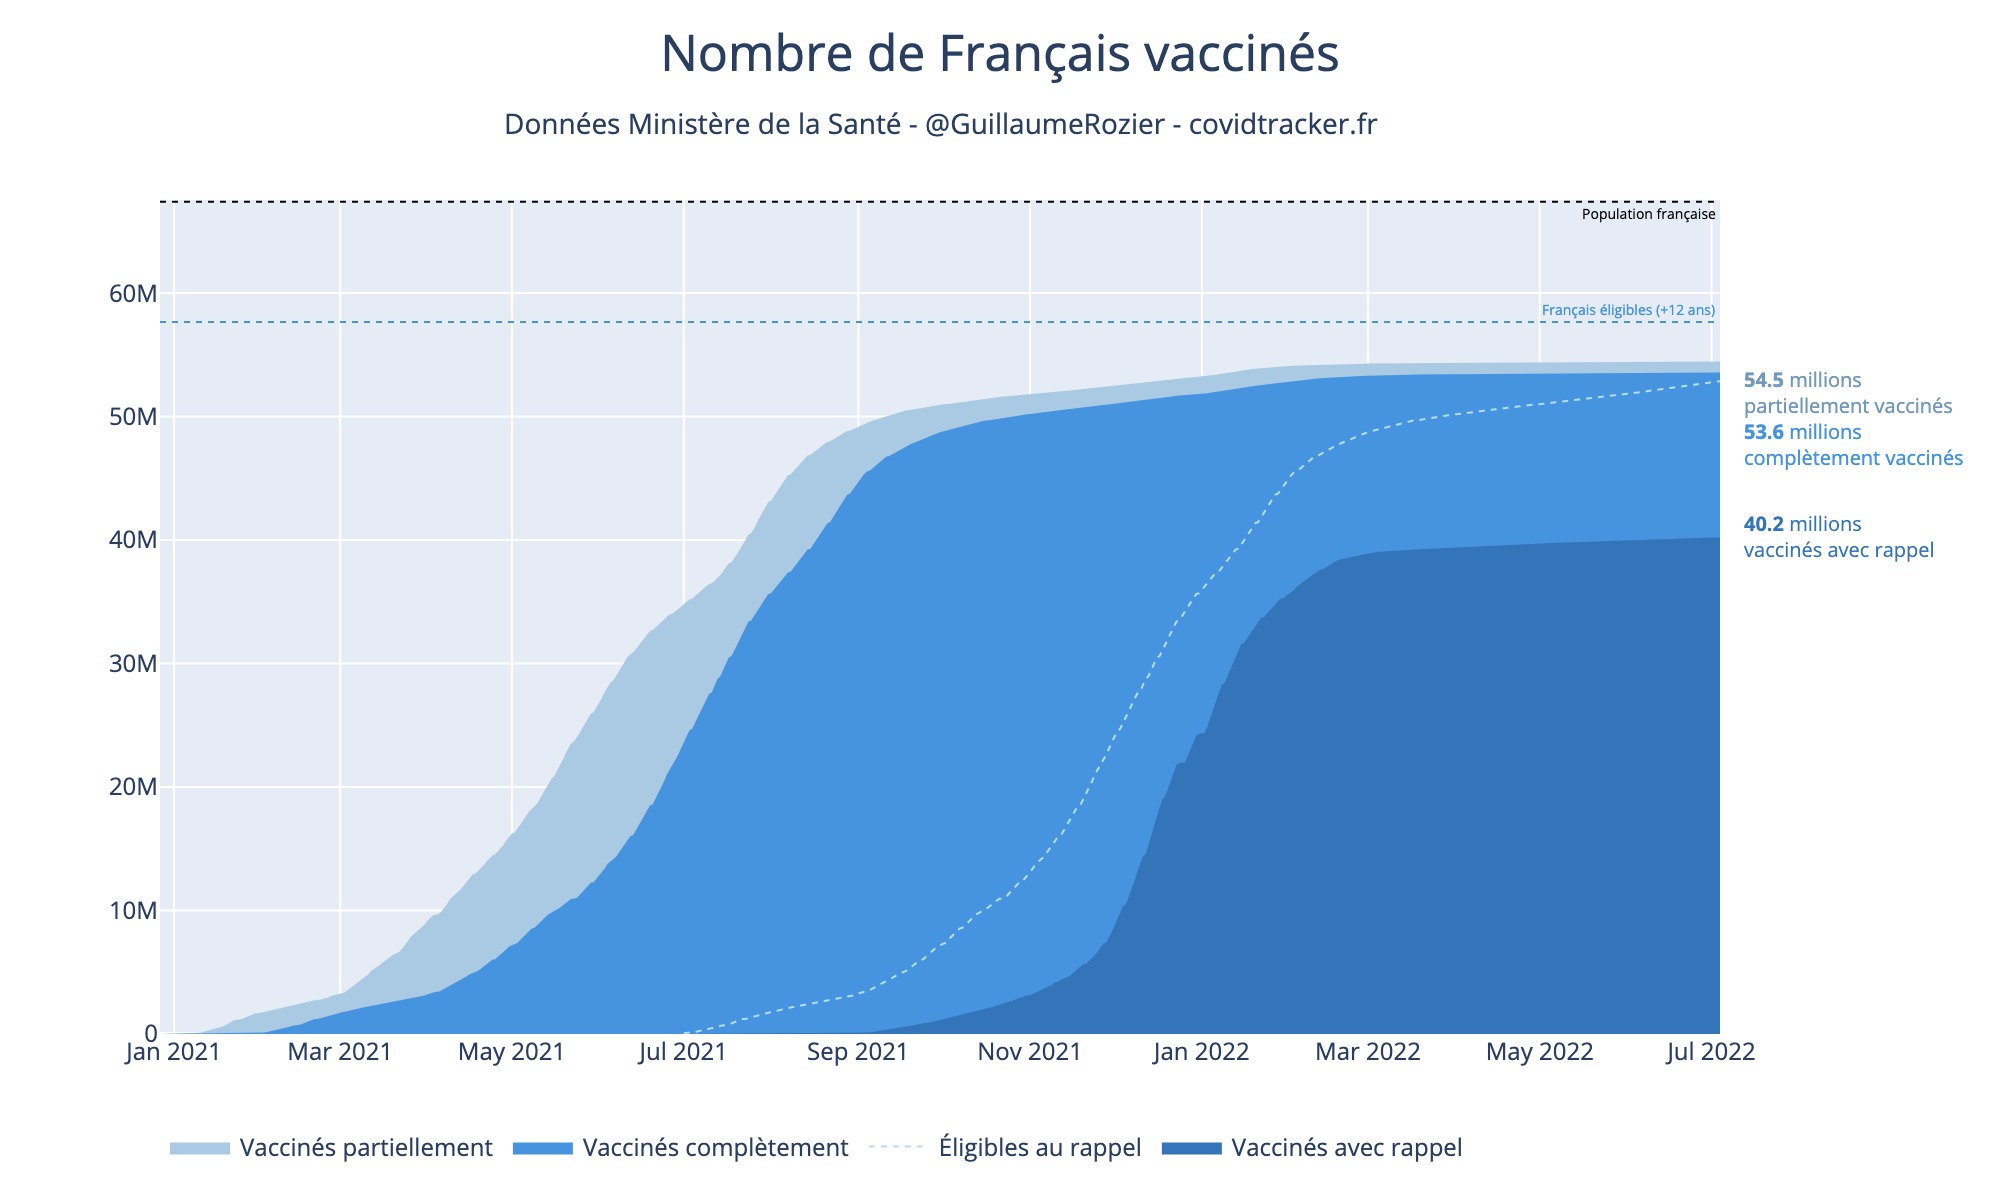 Nombre de Français vaccinés
Données Ministère de la Santé - @GuillaumeRozier - covidtracker.fr
Population française
60M
Français éligibles (+12 ans)
54.5 millions
partiellement vaccinés
53.6 millions
complètement vaccinés
50M
40.2 millions
vaccinés avec rappel
40M
30M
20M
10M
0
Jan 2021 Mar 2021 May 2021 Jul 2021 Sep 2021 Nov 2021 Jan 2022 Mar 2022 May 2022 Jul 2022
Vaccinés partiellement Vaccinés complètement Éligibles au rappel Vaccinés avec rappel